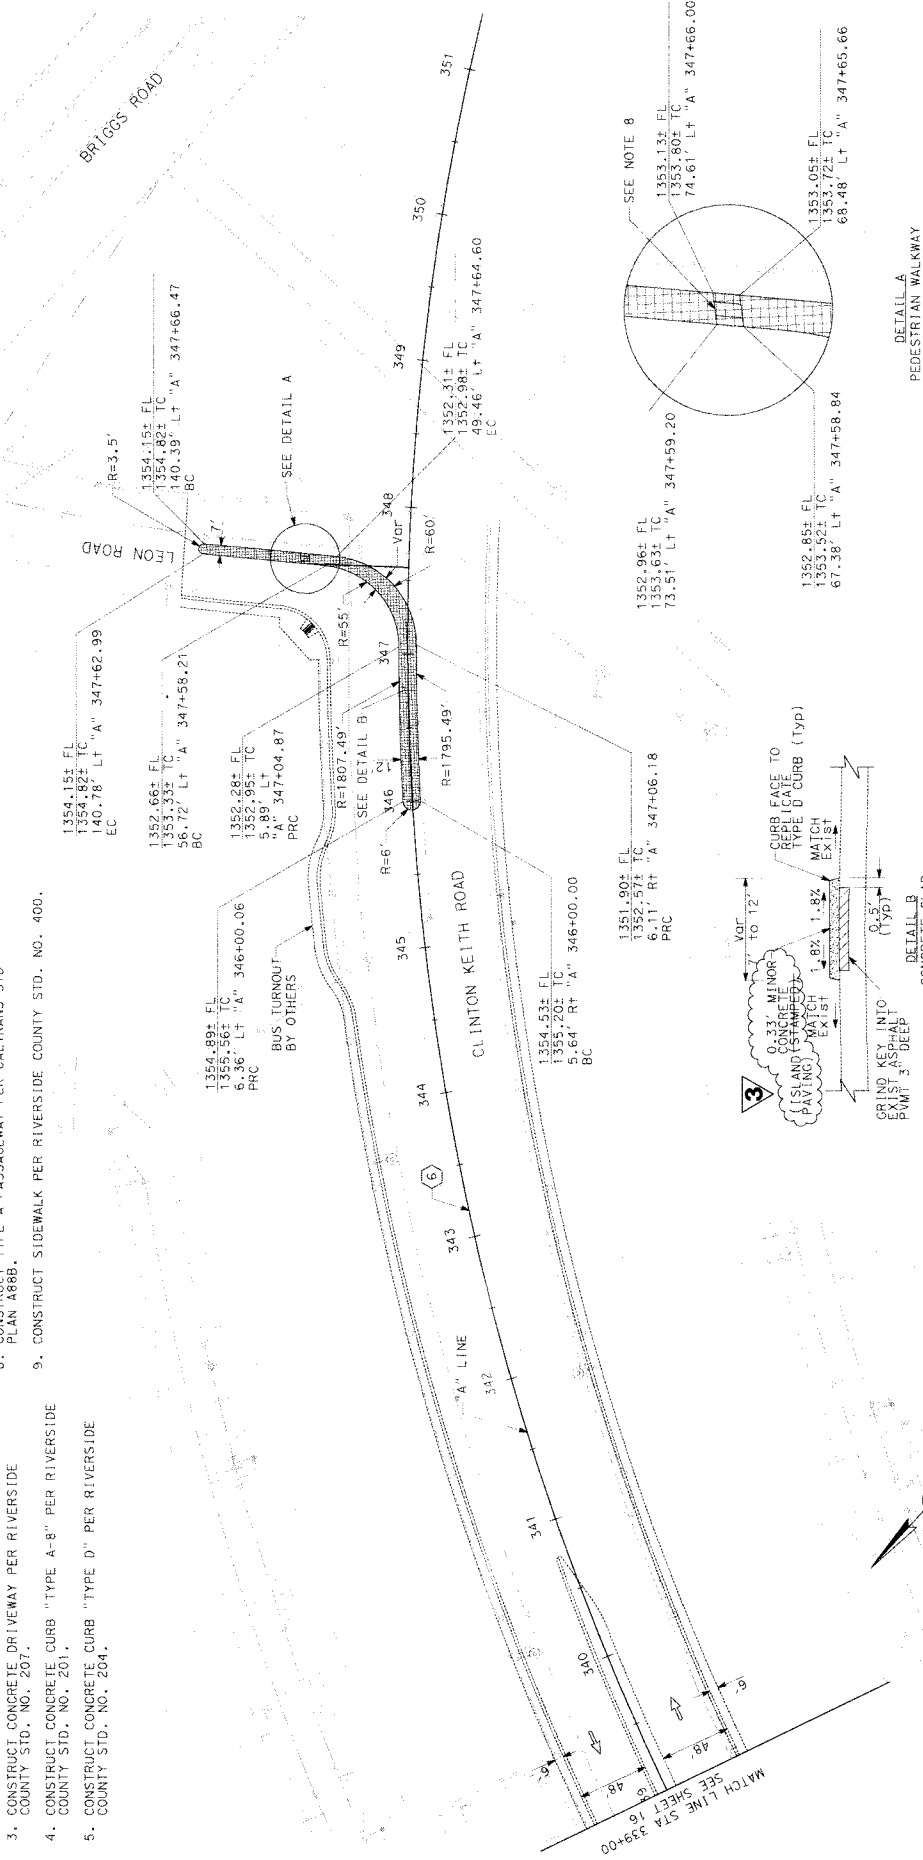 3. CONSTRUCT CONCRETE DRIVEWAY PER RIVERSIDE
COUNTY STD. NO. 207.
4. CONSTRUCT CONCRETE CURB "TYPE A-8" PER RIVERSIDE
COUNTY STD. NO. 201.
5. CONSTRUCT CONCRETE CURB "TYPE D" PER RIVERSIDE
COUNTY STD. NO. 204.
PLAN A88B.
9. CONSTRUCT SIDEWALK PER RIVERSIDE COUNTY STD. NO. 400.
BRIGGS ROAD
LEON ROAD
R=3.5'
7'
1354.15± FL
1354.82± TC
140.39' Lt "A" 347+66.47
BC
SEE DETAIL A
1354.15± FL
1354.82± TC
140.78' Lt "A" 347+62.99
EC
1352.66± FL
1353.33± TC
56.72' Lt "A" 347+58.21
BC
1352.28± FL
1352.95± TC
5.89' Lt
"A" 347+04.87
PRC
R=1807.49'
SEE DETAIL B
R=55'
Var
R=60'
1352.31± FL
1352.98± TC
49.46' Lt "A" 347+64.60
EC
12'
R=6'
R=1795.49'
1354.89± FL
1355.56± TC
6.36' Lt "A" 346+00.06
PRC
BUS TURNOUT
BY OTHERS
CLINTON KEITH ROAD
1354.53± FL
1355.20± TC
5.64' Rt "A" 346+00.00
BC
1351.90± FL
1352.57± TC
6.11' Rt "A" 347+06.18
PRC
351
350
349
348
347
346
345
344
343
342
341
340
6
"A" LINE
6'
48'
48'
6'
MATCH LINE STA 339+00
SEE SHEET 16
SEE NOTE 8
1353.13± FL
1353.80± TC
74.61' Lt "A" 347+66.00
1353.05± FL
1353.72± TC
68.48' Lt "A" 347+65.66
1352.96± FL
1353.63± TC
73.51' Lt "A" 347+59.20
1352.85± FL
1353.52± TC
67.38' Lt "A" 347+58.84
DETAIL A
PEDESTRIAN WALKWAY
3
0.33' MINOR
CONCRETE
(ISLAND)(STAMPED
PAVING)
Var
to 12'
CURB FACE TO
REPLICATE
TYPE D CURB (Typ)
MATCH
Exist
1.8%
1.8%
MATCH
Exist
0.5'
(Typ)
GRIND KEY INTO
EXIST ASPHALT
PVMT 3" DEEP
DETAIL B